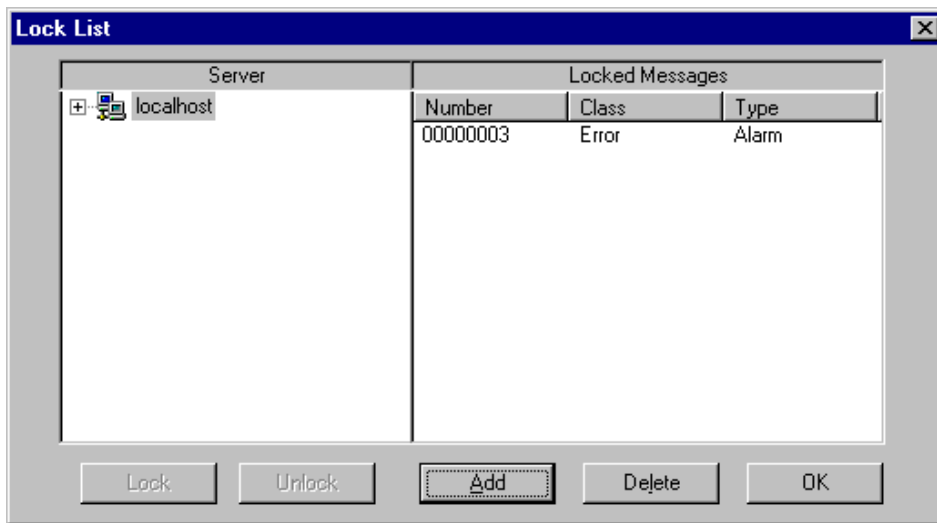 Lock List
Server Locked Messages
localhost Number Class Type
00000003 Error Alarm
Lock Unlock Add Delete OK